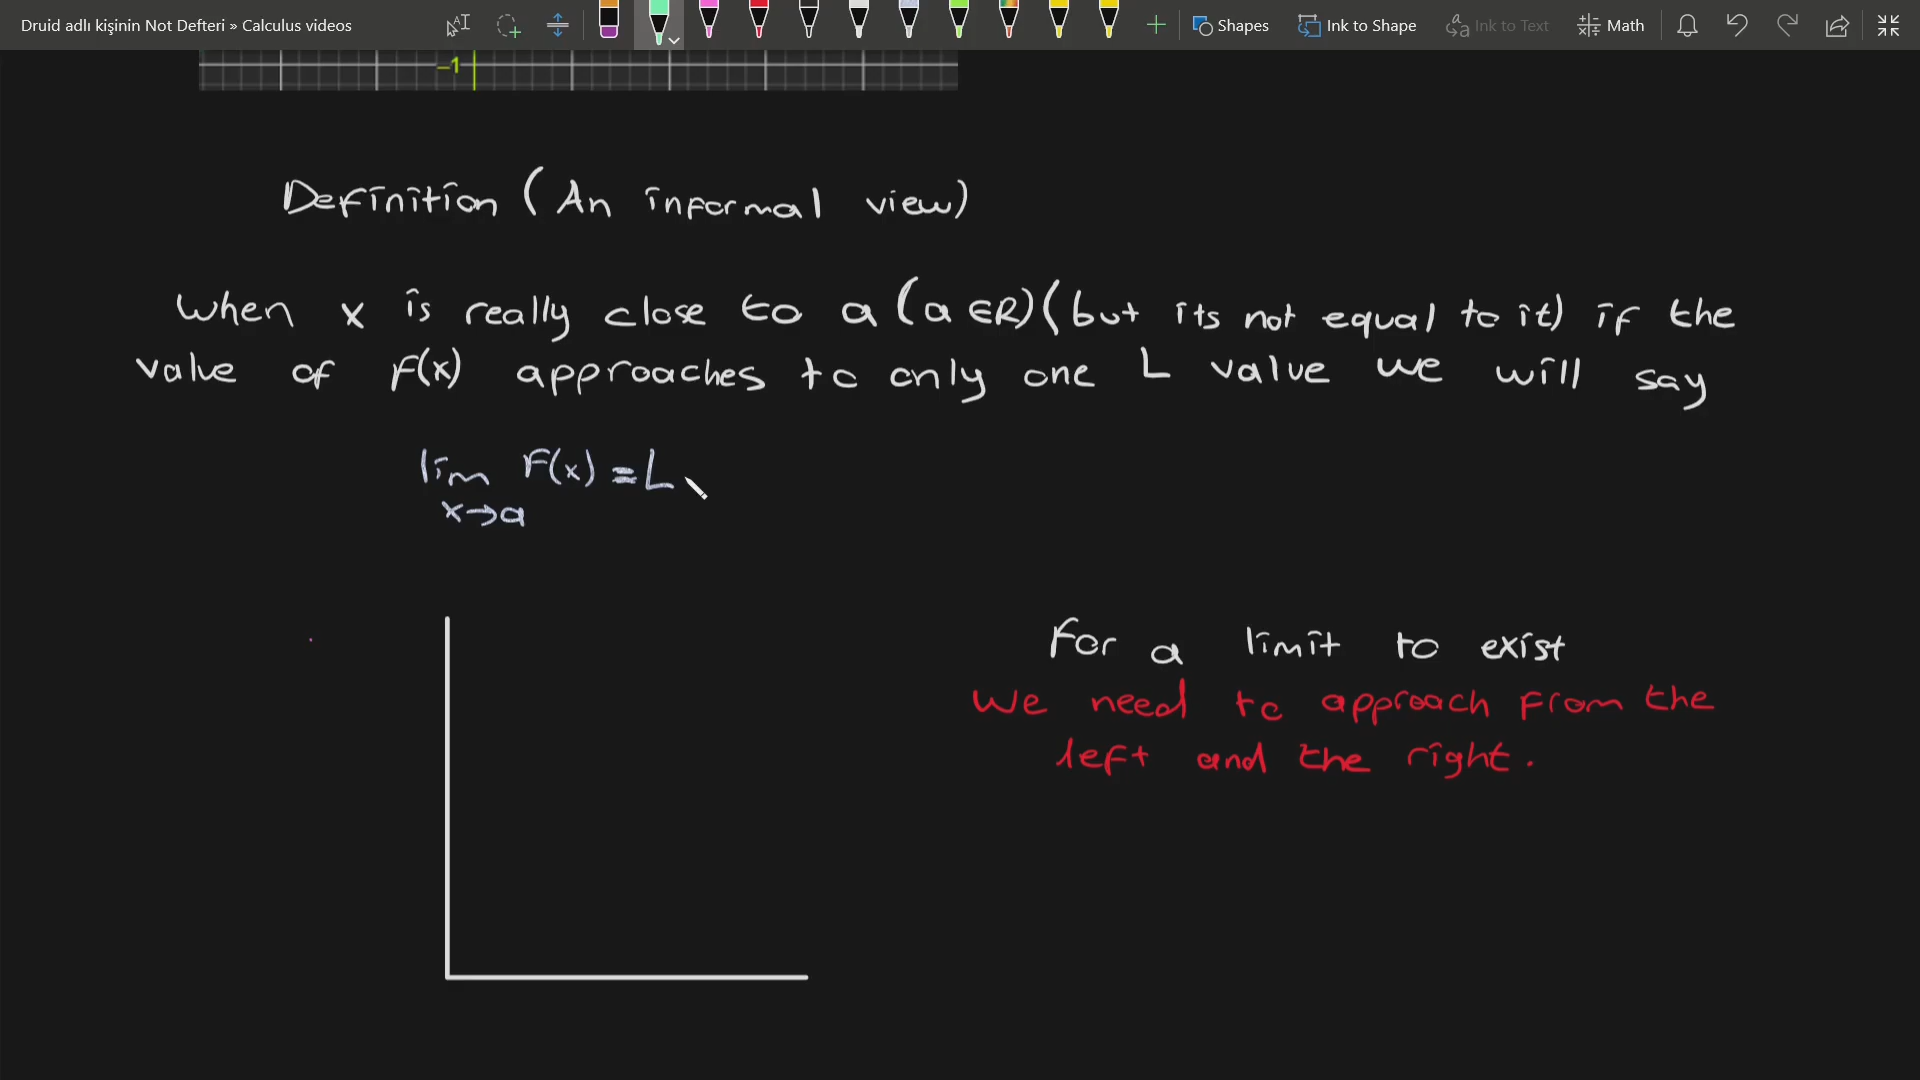 Druid adlı kişinin Not Defteri » Calculus videos
Shapes
Ink to Shape
Ink to Text
Math
-1
Definition (An informal view)
When x is really close to a (a ∈ R) (but its not equal to it) if the
value of f(x) approaches to only one L value we will say
lim f(x) = L
x→a
For a limit to exist
We need to approach from the
left and the right.